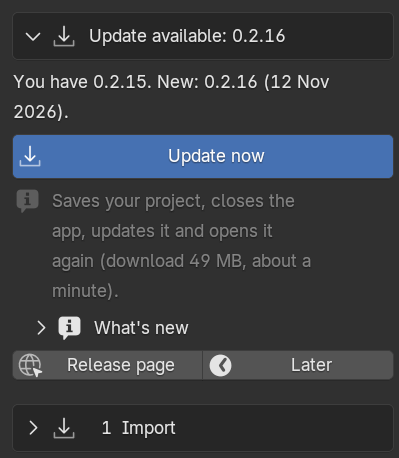 Update available: 0.2.16
You have 0.2.15. New: 0.2.16 (12 Nov
2026).
Update now
Saves your project, closes the
app, updates it and opens it
again (download 49 MB, about a
minute).
What's new
Release page
Later
1 Import